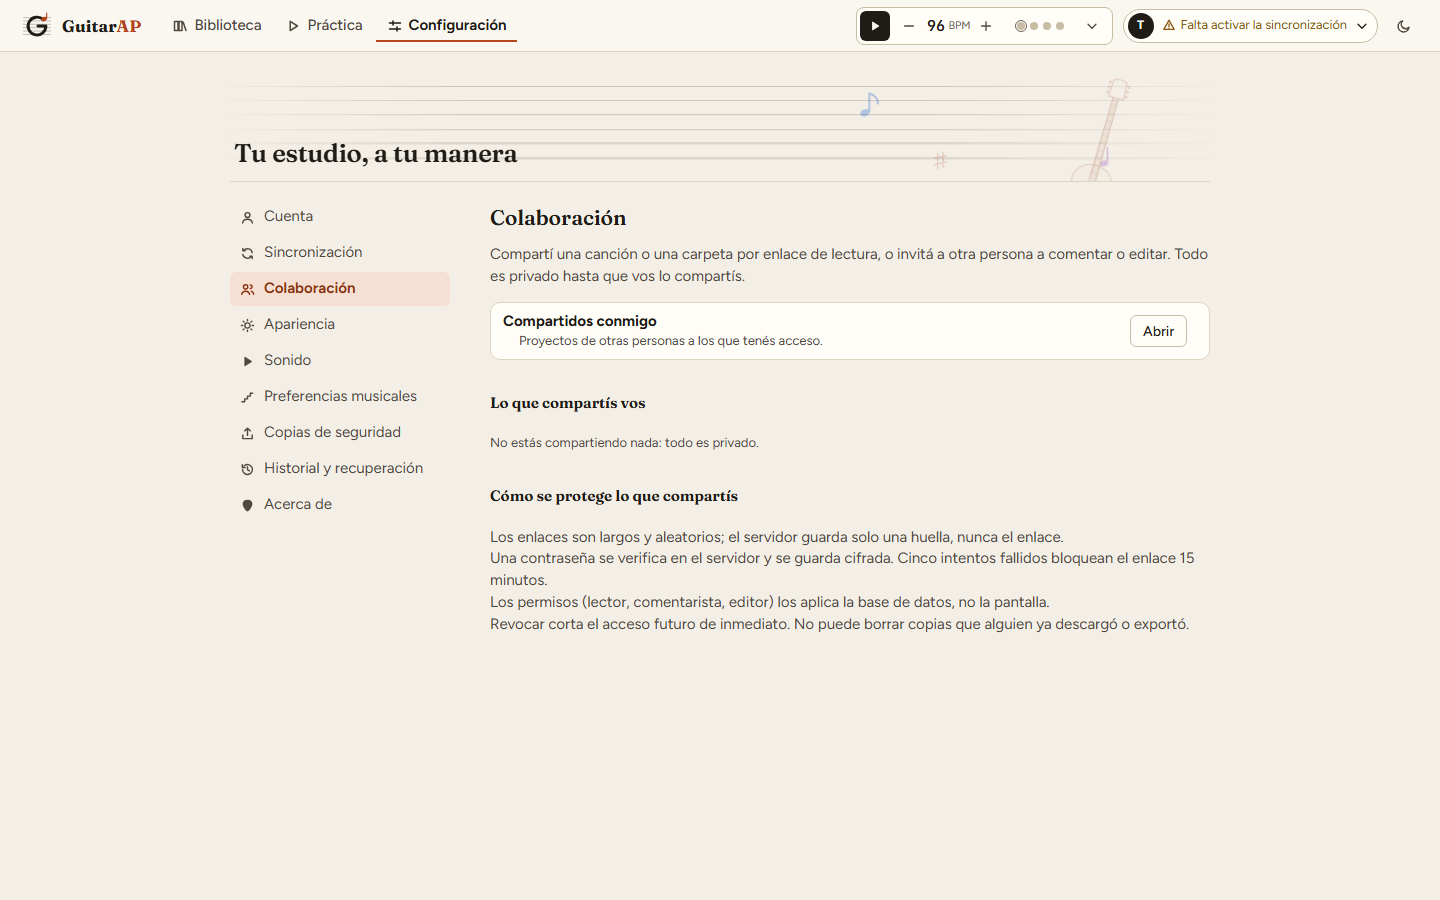 GuitarAP
Biblioteca
Práctica
Configuración
96 BPM
T
Falta activar la sincronización
Tu estudio, a tu manera
Cuenta
Sincronización
Colaboración
Apariencia
Sonido
Preferencias musicales
Copias de seguridad
Historial y recuperación
Acerca de
Colaboración
Compartí una canción o una carpeta por enlace de lectura, o invitá a otra persona a comentar o editar. Todo
es privado hasta que vos lo compartís.
Compartidos conmigo
Proyectos de otras personas a los que tenés acceso.
Abrir
Lo que compartís vos
No estás compartiendo nada: todo es privado.
Cómo se protege lo que compartís
Los enlaces son largos y aleatorios; el servidor guarda solo una huella, nunca el enlace.
Una contraseña se verifica en el servidor y se guarda cifrada. Cinco intentos fallidos bloquean el enlace 15
minutos.
Los permisos (lector, comentarista, editor) los aplica la base de datos, no la pantalla.
Revocar corta el acceso futuro de inmediato. No puede borrar copias que alguien ya descargó o exportó.